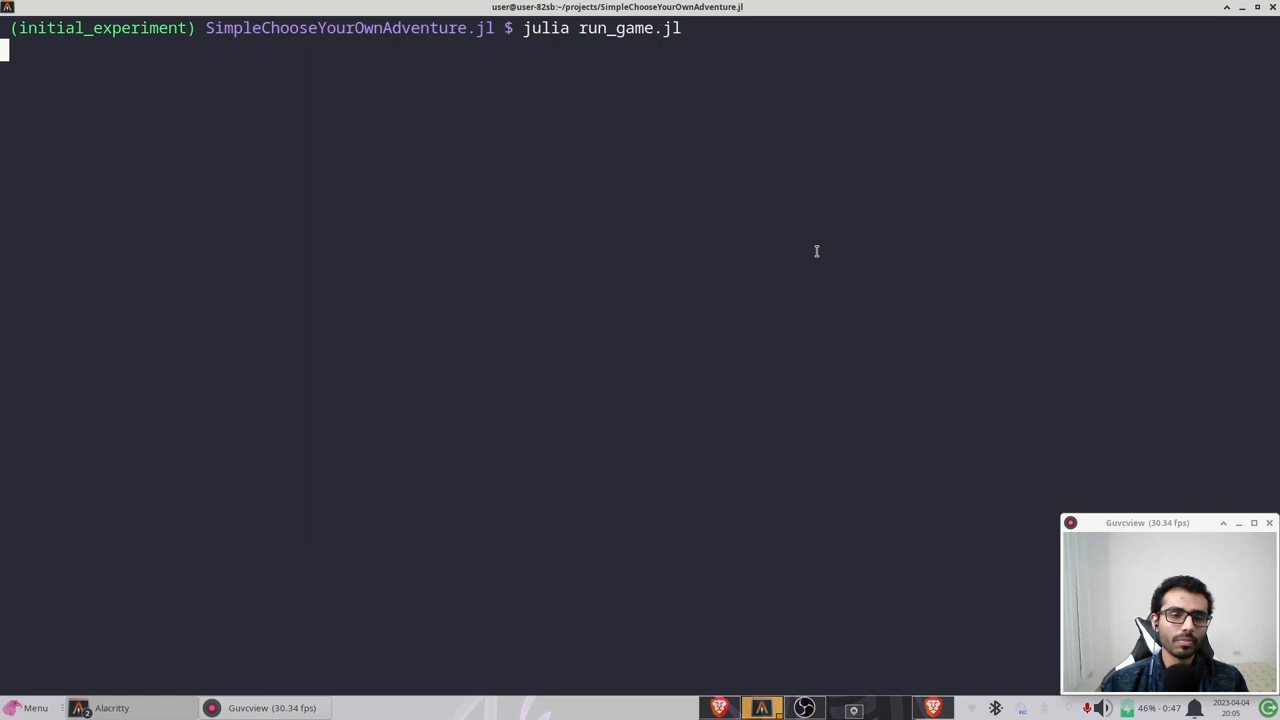 user@user-82sb:~/projects/SimpleChooseYourOwnAdventure.jl
(initial_experiment) SimpleChooseYourOwnAdventure.jl $ julia run_game.jl
Guvcview (30.34 fps)
Menu
Alacritty
Guvcview (30.34 fps)
46% - 0:47
2023-04-04
20:05